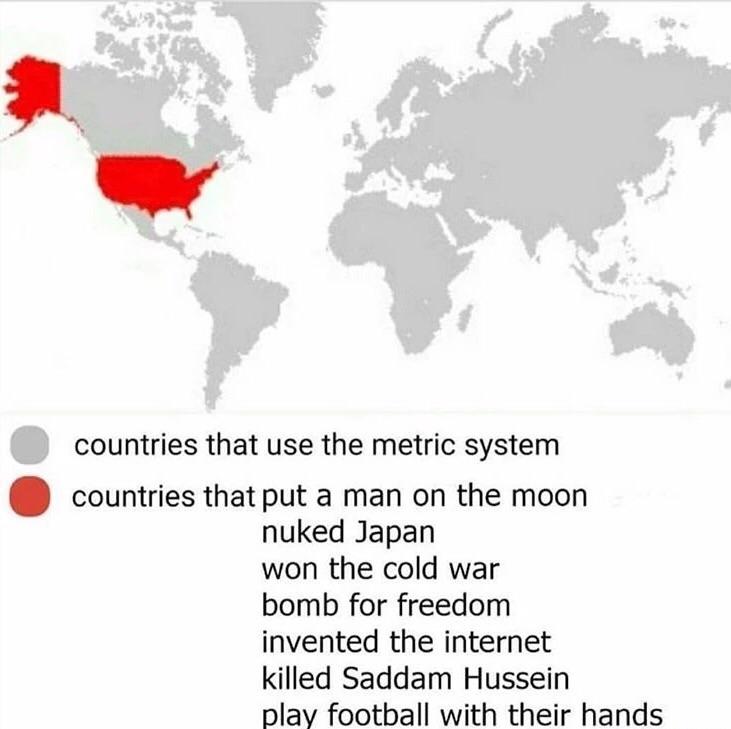 countries that use the metric system
countries that put a man on the moon
nuked Japan
won the cold war
bomb for freedom
invented the internet
killed Saddam Hussein
play football with their hands